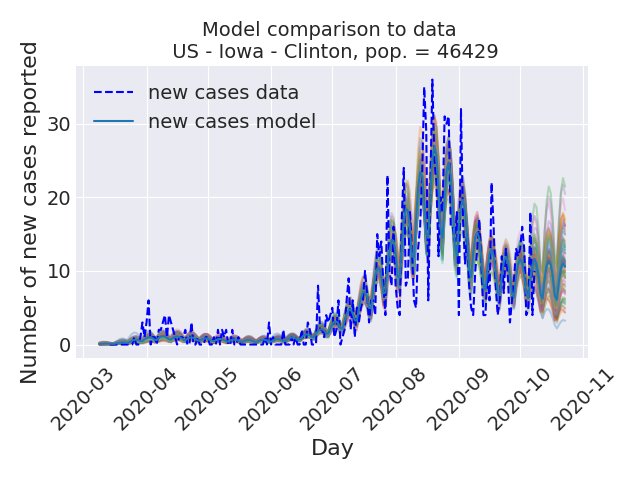 Model comparison to data
US - Iowa - Clinton, pop. = 46429
new cases data
new cases model
Number of new cases reported
30
20
10
0
2020-03
2020-04
2020-05
2020-06
2020-07
2020-08
2020-09
2020-10
2020-11
Day